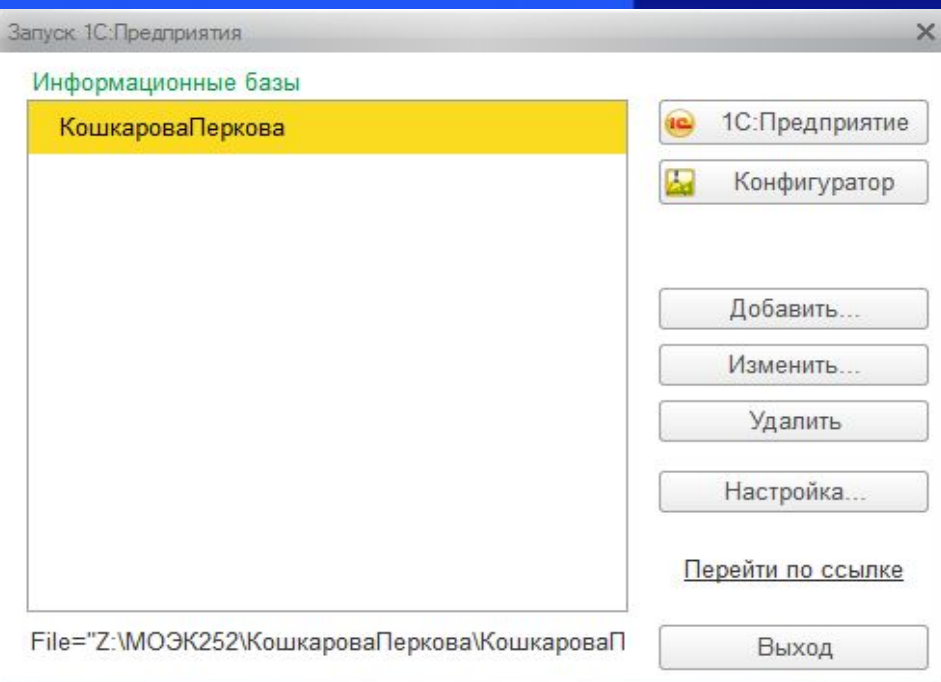 Запуск 1С:Предприятия
Информационные базы
КошкароваПеркова
1С:Предприятие
Конфигуратор
Добавить...
Изменить...
Удалить
Настройка...
Перейти по ссылке
File="Z:\МОЭК252\КошкароваПеркова\КошкароваП
Выход